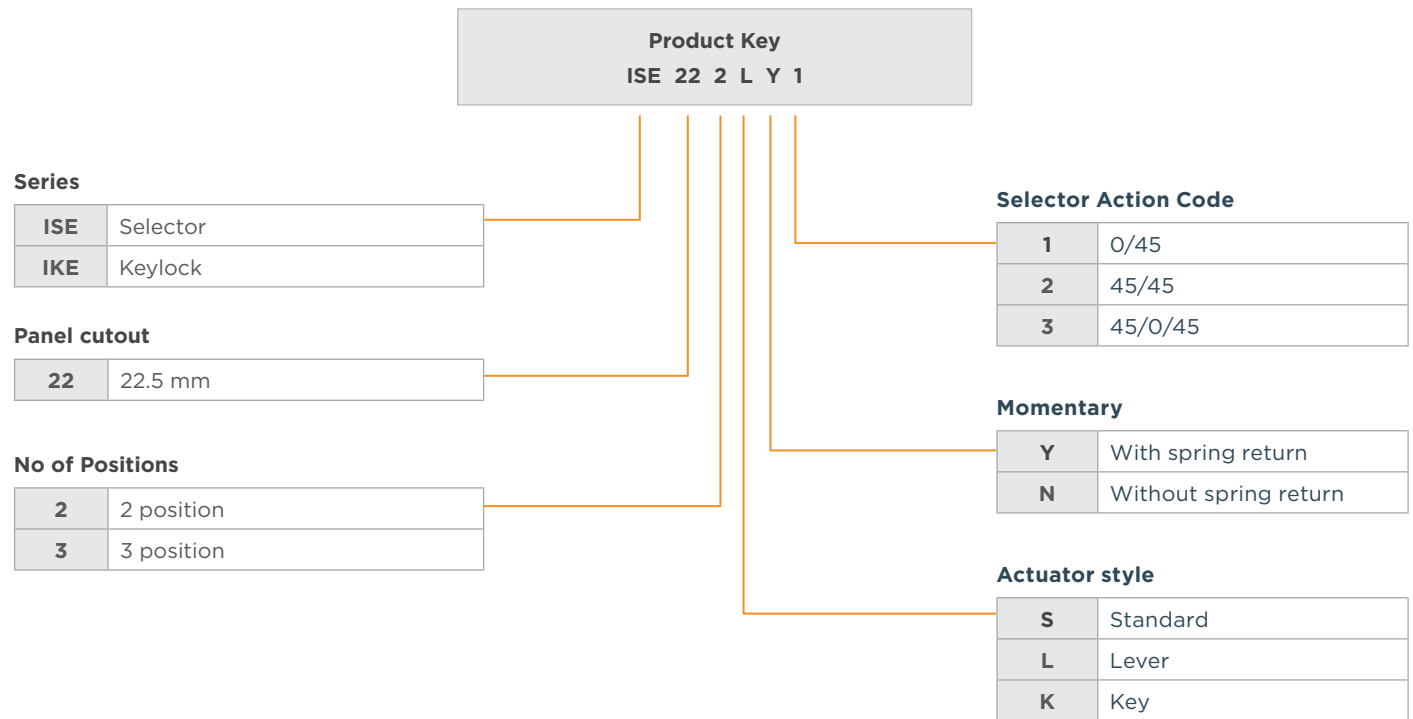 Product Key
ISE 22 2 L Y 1
Series
ISE Selector
IKE Keylock
Panel cutout
22 22.5 mm
No of Positions
2 2 position
3 3 position
Selector Action Code
1 0/45
2 45/45
3 45/0/45
Momentary
Y With spring return
N Without spring return
Actuator style
S Standard
L Lever
K Key